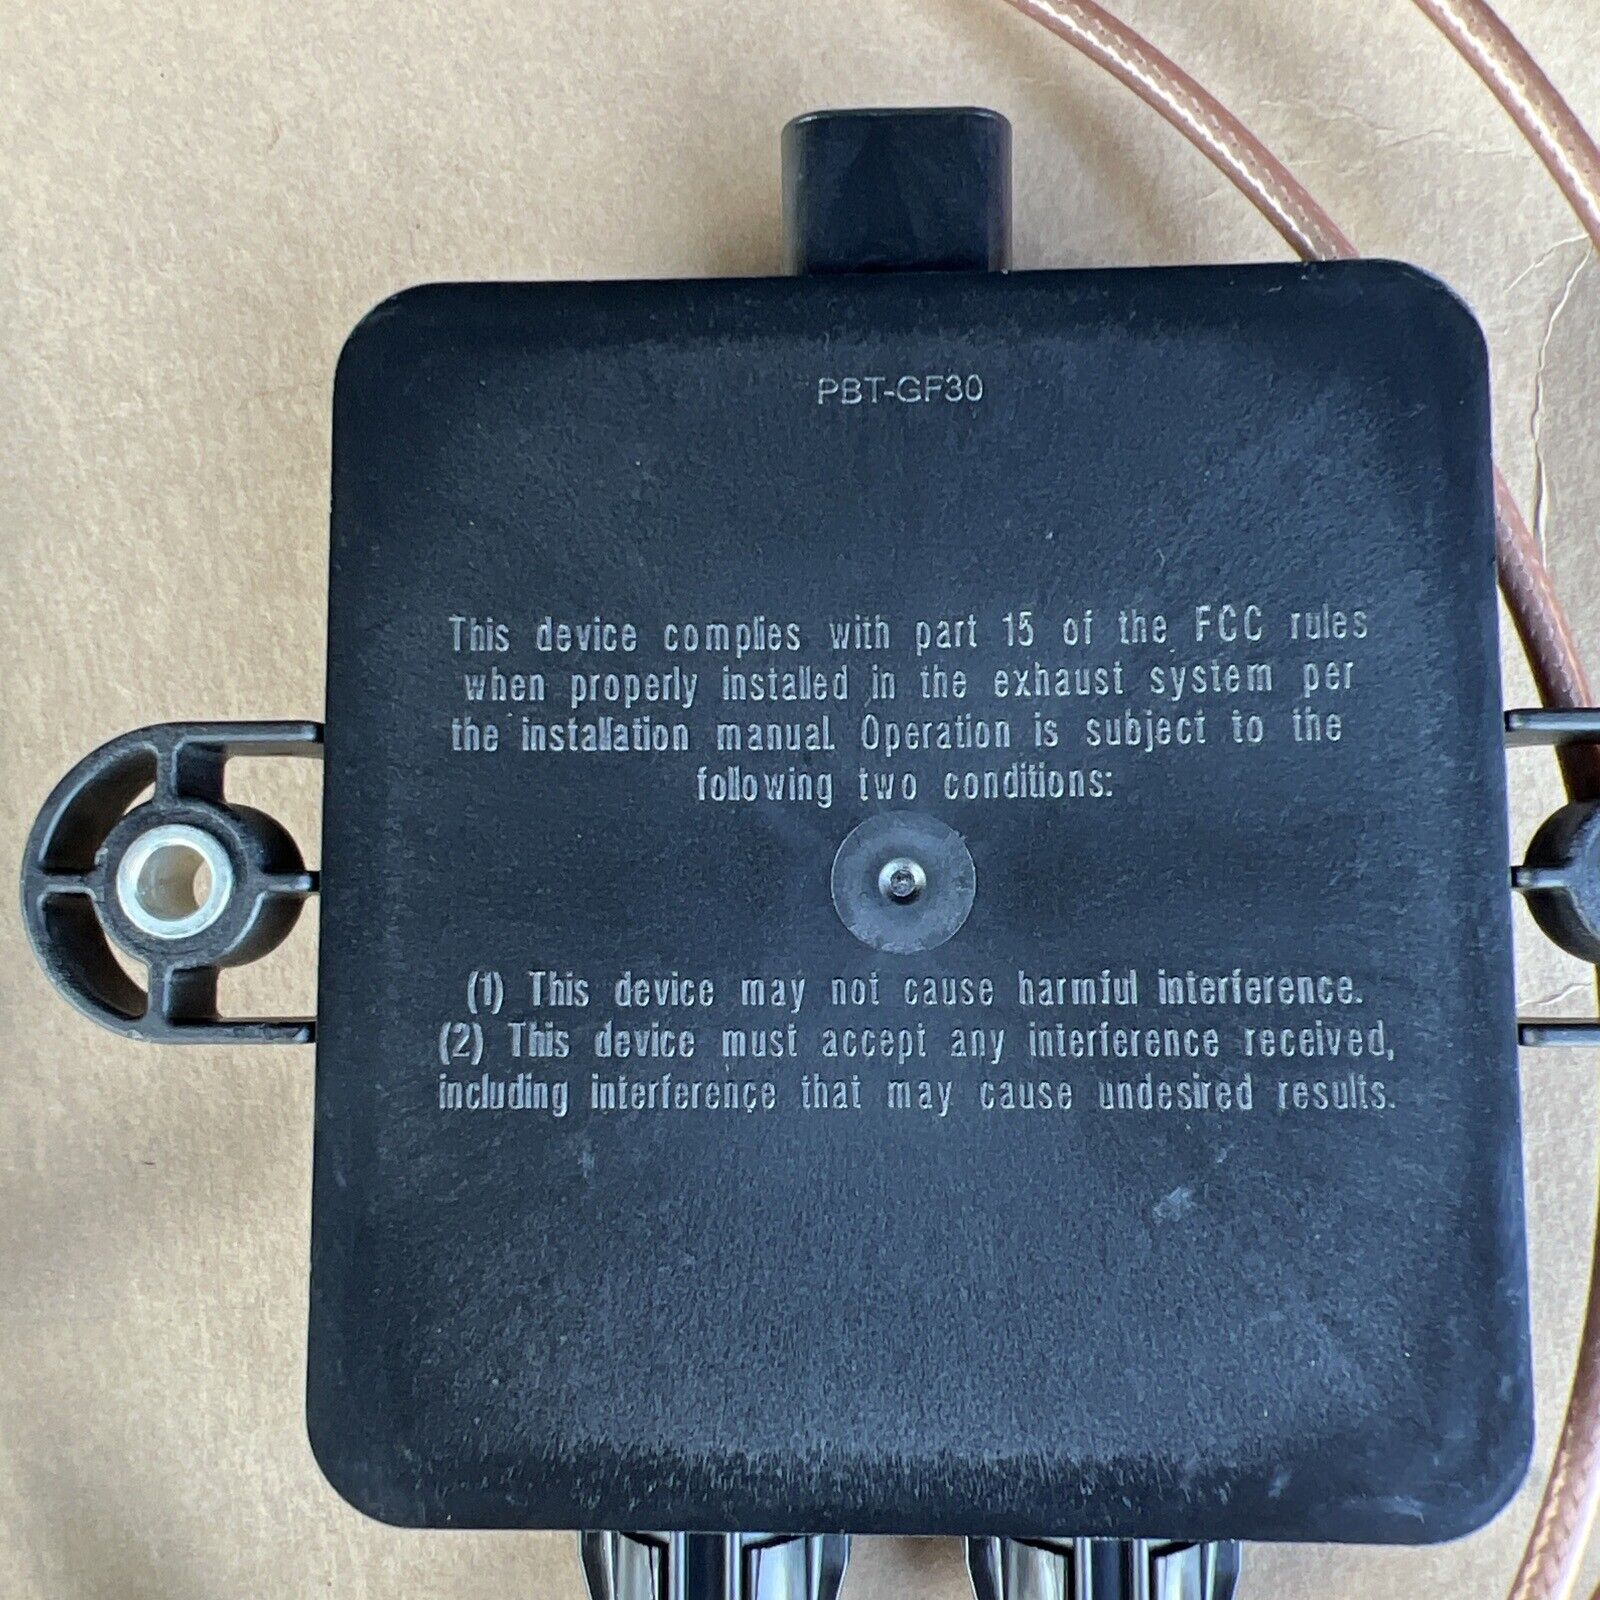 PBT-GF30
This device complies with part 15 of the FCC rules
when properly installed in the exhaust system per
the installation manual. Operation is subject to the
following two conditions:
(1) This device may not cause harmful interference.
(2) This device must accept any interference received,
including interference that may cause undesired results.